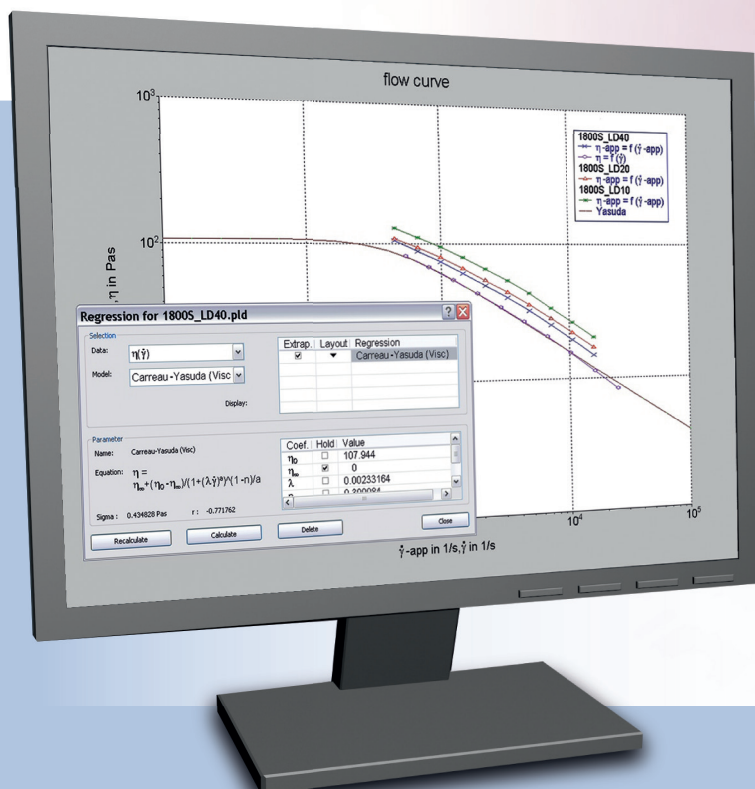 flow curve
10³
10²
,η in Pas
1800S_LD40
η -app = f (γ̇ -app)
η = f (γ̇)
1800S_LD20
η -app = f (γ̇ -app)
1800S_LD10
η -app = f (γ̇ -app)
Yasuda
10⁴
10⁵
γ̇ -app in 1/s,γ̇ in 1/s
Regression for 1800S_LD40.pld
Selection
Data:
η(γ̇)
Model:
Carreau-Yasuda (Visc
Display:
Extrap. Layout Regression
Carreau-Yasuda (Visc)
Parameter
Name: Carreau-Yasuda (Visc)
Equation: η =
η∞+(η₀-η∞)/(1+(λγ̇)ᵃ)^(1-n)/a
Sigma : 0.434828 Pas r : -0.771762
Coef. Hold Value
η₀ 107.944
η∞ 0
λ 0.00233164
Recalculate
Calculate
Delete
Close